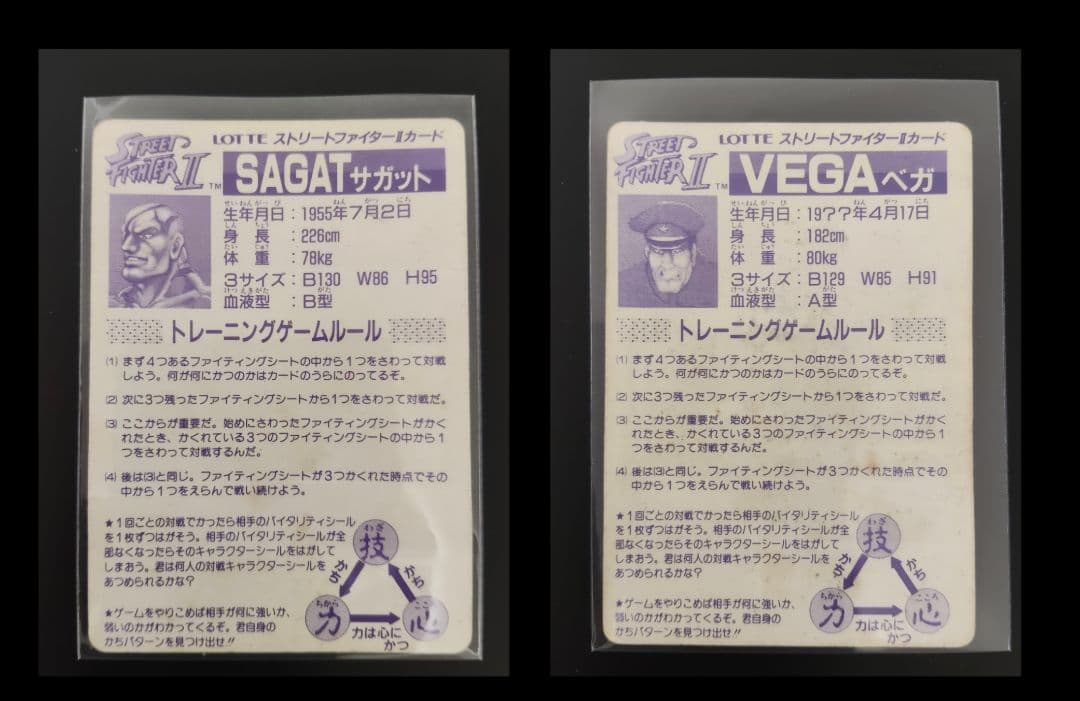 STREET FIGHTER II™
LOTTE ストリートファイターⅡカード
SAGAT サガット
生年月日：1955年7月2日
身長：226cm
体重：78kg
3サイズ：B130 W86 H95
血液型：B型
トレーニングゲームルール
(1) まず4つあるファイティングシートの中から1つをさわって対戦
しよう。何が何にかつのかはカードのうらにのってるぞ。
(2) 次に3つ残ったファイティングシートから1つをさわって対戦だ。
(3) ここからが重要だ。始めにさわったファイティングシートがかく
れたとき、かくれている3つのファイティングシートの中から1
つをさわって対戦するんだ。
(4) 後は(3)と同じ。ファイティングシートが3つかくれた時点でその
中から1つをえらんで戦い続けよう。
★1回ごとの対戦でかったら相手のバイタリティシール
を1枚ずつはがそう。相手のバイタリティシールが全
部なくなったらそのキャラクターシールをはがして
しまおう。君は何人の対戦キャラクターシールを
あつめられるかな？
★ゲームをやりこめば相手が何に強いか、
弱いのかがわかってくるぞ。君自身の
かちパターンを見つけ出せ!!
わざ
技
かち
かち
ちから
力
こころ
心
力は心に
かつ
STREET FIGHTER II™
LOTTE ストリートファイターⅡカード
VEGA ベガ
生年月日：19??年4月17日
身長：182cm
体重：80kg
3サイズ：B129 W85 H91
血液型：A型
トレーニングゲームルール
(1) まず4つあるファイティングシートの中から1つをさわって対戦
しよう。何が何にかつのかはカードのうらにのってるぞ。
(2) 次に3つ残ったファイティングシートから1つをさわって対戦だ。
(3) ここからが重要だ。始めにさわったファイティングシートがかく
れたとき、かくれている3つのファイティングシートの中から1
つをさわって対戦するんだ。
(4) 後は(3)と同じ。ファイティングシートが3つかくれた時点でその
中から1つをえらんで戦い続けよう。
★1回ごとの対戦でかったら相手のバイタリティシール
を1枚ずつはがそう。相手のバイタリティシールが全
部なくなったらそのキャラクターシールをはがして
しまおう。君は何人の対戦キャラクターシールを
あつめられるかな？
★ゲームをやりこめば相手が何に強いか、
弱いのかがわかってくるぞ。君自身の
かちパターンを見つけ出せ!!
わざ
技
かち
かち
ちから
力
こころ
心
力は心に
かつ